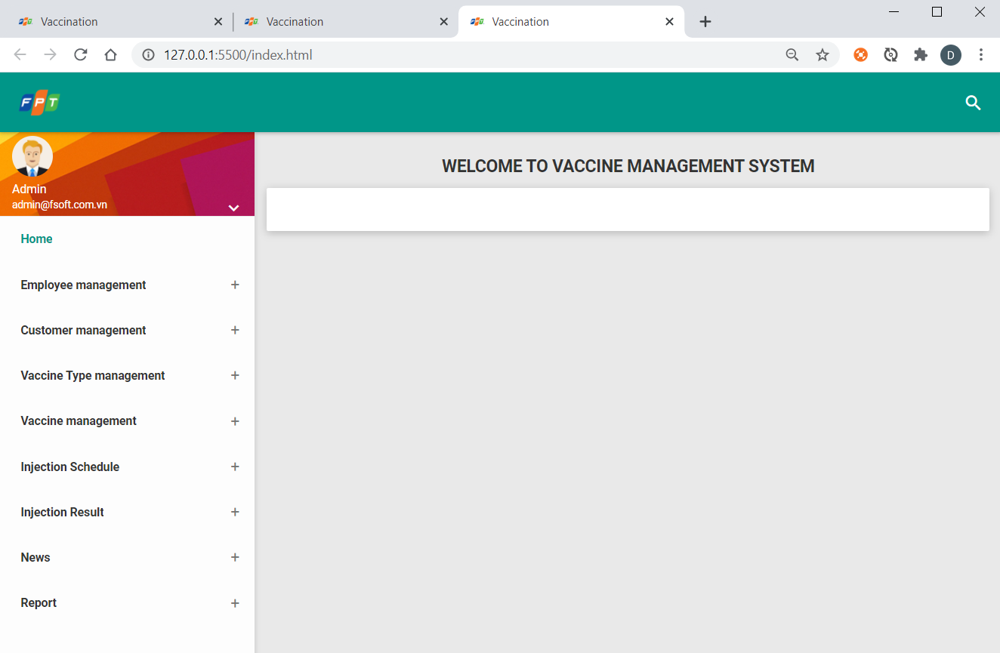 Vaccination
Vaccination
Vaccination
127.0.0.1:5500/index.html
D
FPT
Admin
admin@fsoft.com.vn
WELCOME TO VACCINE MANAGEMENT SYSTEM
Home
Employee management +
Customer management +
Vaccine Type management +
Vaccine management +
Injection Schedule +
Injection Result +
News +
Report +